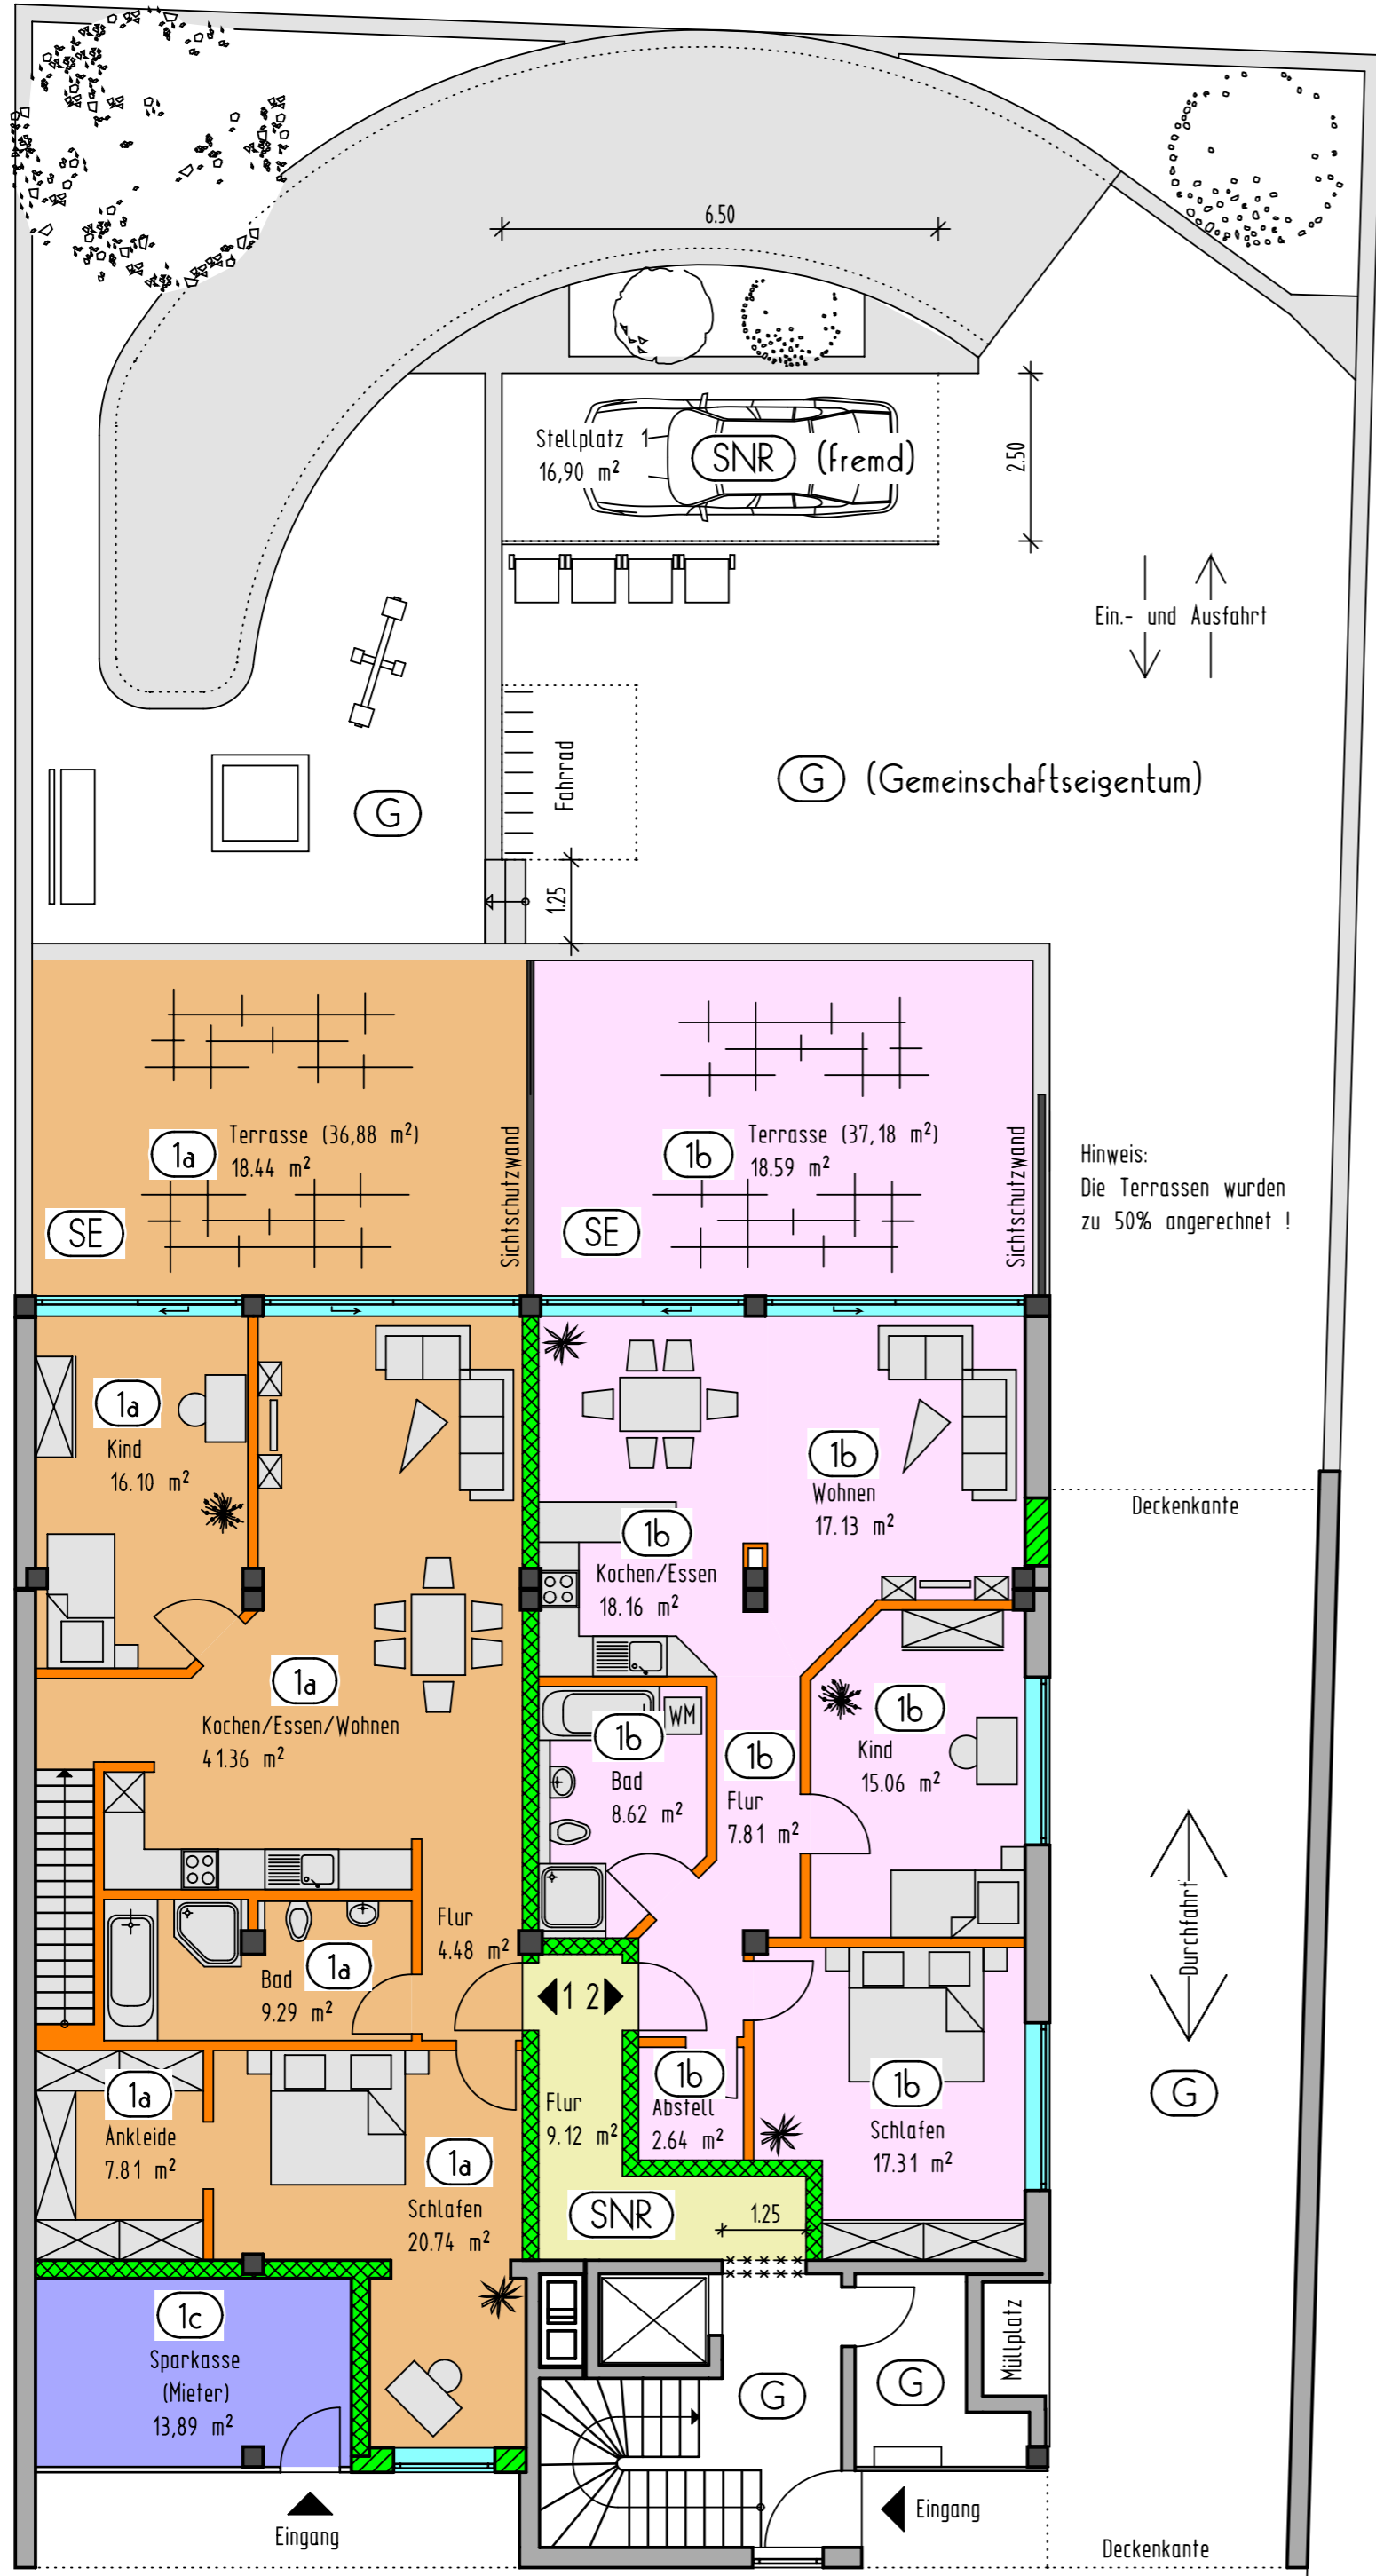 6.50
Stellplatz 1
16,90 m²
SNR (fremd)
2.50
Ein.- und Ausfahrt
Fahrrad
G (Gemeinschaftseigentum)
G
1.25
1a
Terrasse (36,88 m²)
18.44 m²
SE
Sichtschutzwand
1b
Terrasse (37,18 m²)
18.59 m²
SE
Sichtschutzwand
Hinweis:
Die Terrassen wurden
zu 50% angerechnet !
1a
Kind
16.10 m²
1b
Wohnen
17.13 m²
Deckenkante
1b
Kochen/Essen
18.16 m²
1a
Kochen/Essen/Wohnen
41.36 m²
WM
1b
Bad
8.62 m²
1b
Flur
7.81 m²
1b
Kind
15.06 m²
Durchfahrt
Flur
4.48 m²
1a
Bad
9.29 m²
1 2
1a
Ankleide
7.81 m²
Flur
9.12 m²
1b
Abstell
2.64 m²
1b
Schlafen
17.31 m²
G
1a
Schlafen
20.74 m²
SNR
1.25
1c
Sparkasse
(Mieter)
13,89 m²
G
G
Müllplatz
Eingang
Eingang
Deckenkante